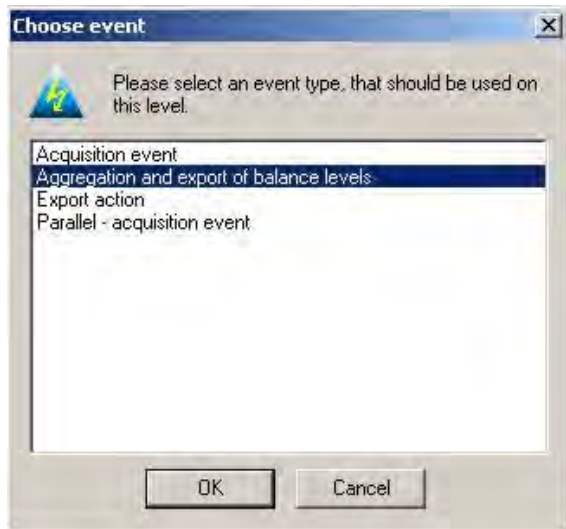 Choose event
Please select an event type, that should be used on
this level.
Acquisition event
Aggregation and export of balance levels
Export action
Parallel - acquisition event
OK
Cancel